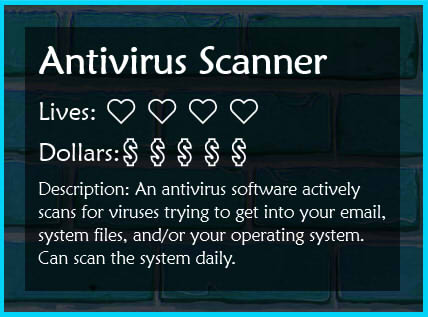 Antivirus Scanner
Lives: ♡ ♡ ♡ ♡
Dollars: $ $ $ $ $
Description: An antivirus software actively
scans for viruses trying to get into your email,
system files, and/or your operating system.
Can scan the system daily.